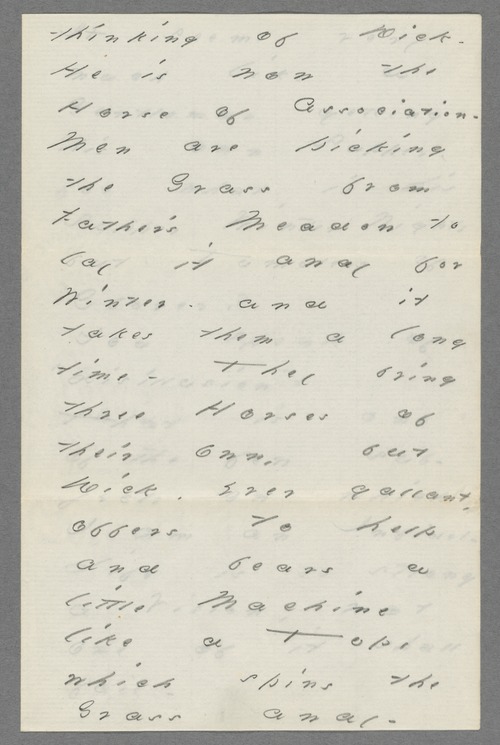 thinking of Dick -
He is now the
Horse of Association -
Men are picking
the Grass from
Father's Meadow to
lay it away for
Winter - and it
takes them a long
time - They bring
three Horses of
their own, but
Dick, ever gallant,
offers to help
and bears a
little Machine
like a Top,
which spins the
Grass away -